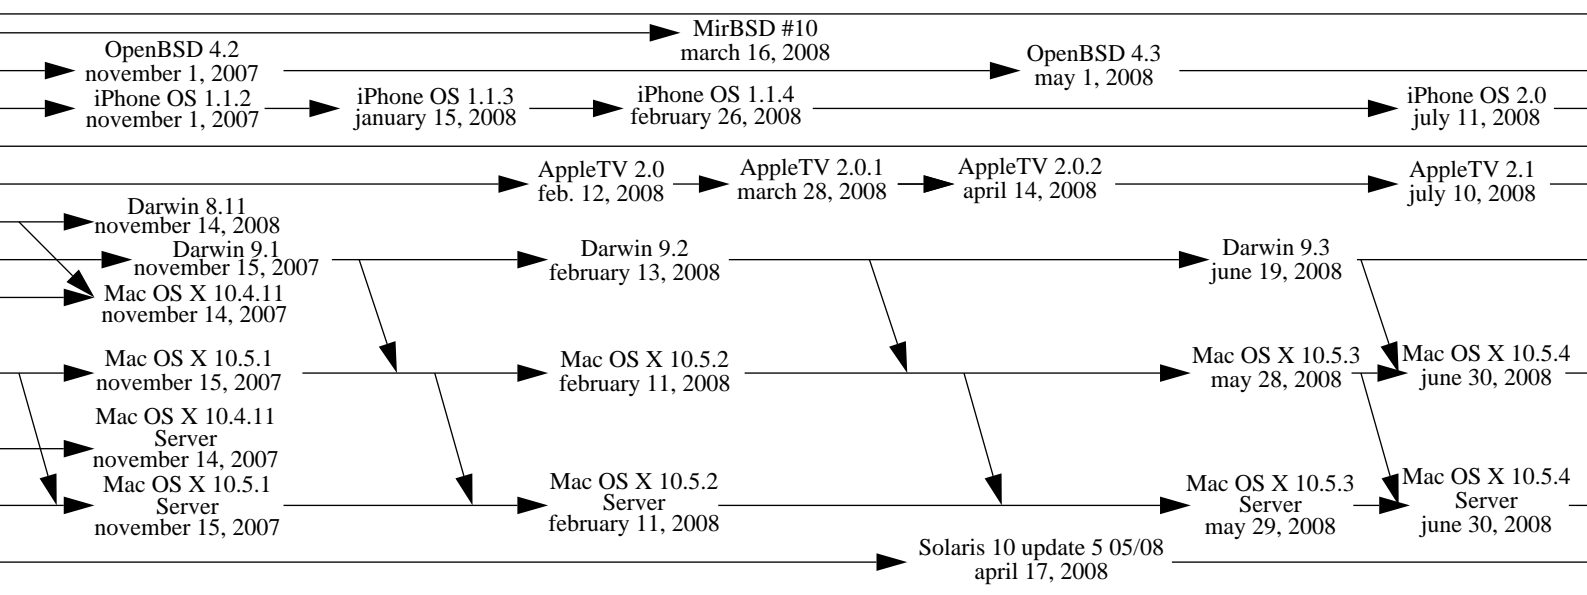 MirBSD #10
march 16, 2008
OpenBSD 4.2
november 1, 2007
OpenBSD 4.3
may 1, 2008
iPhone OS 1.1.2
november 1, 2007
iPhone OS 1.1.3
january 15, 2008
iPhone OS 1.1.4
february 26, 2008
iPhone OS 2.0
july 11, 2008
AppleTV 2.0
feb. 12, 2008
AppleTV 2.0.1
march 28, 2008
AppleTV 2.0.2
april 14, 2008
AppleTV 2.1
july 10, 2008
Darwin 8.11
november 14, 2008
Darwin 9.1
november 15, 2007
Darwin 9.2
february 13, 2008
Darwin 9.3
june 19, 2008
Mac OS X 10.4.11
november 14, 2007
Mac OS X 10.5.1
november 15, 2007
Mac OS X 10.5.2
february 11, 2008
Mac OS X 10.5.3
may 28, 2008
Mac OS X 10.5.4
june 30, 2008
Mac OS X 10.4.11
Server
november 14, 2007
Mac OS X 10.5.1
Server
november 15, 2007
Mac OS X 10.5.2
Server
february 11, 2008
Mac OS X 10.5.3
Server
may 29, 2008
Mac OS X 10.5.4
Server
june 30, 2008
Solaris 10 update 5 05/08
april 17, 2008